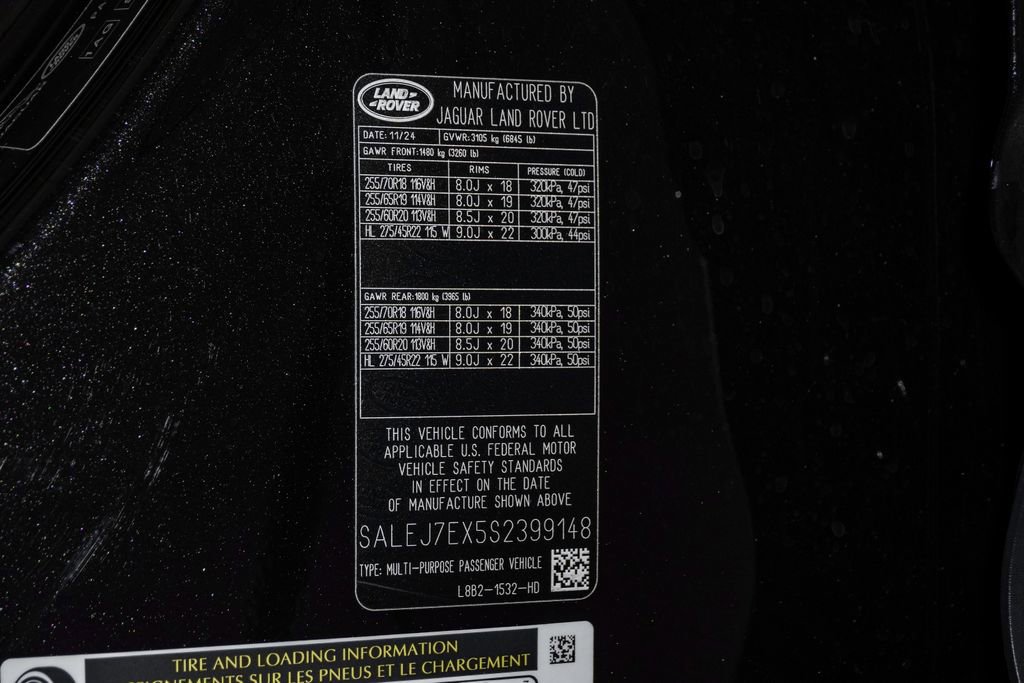 LAND ROVER
MANUFACTURED BY
JAGUAR LAND ROVER LTD
DATE: 11/24 GVWR:3105 kg (6845 lb)
GAWR FRONT:1480 kg (3260 lb)
TIRES RIMS PRESSURE (COLD)
255/70R18 116V&H 8.0J x 18 320kPa, 47psi
255/65R19 114V&H 8.0J x 19 320kPa, 47psi
255/60R20 113V&H 8.5J x 20 320kPa, 47psi
HL 275/45R22 115 W 9.0J x 22 300kPa, 44psi
GAWR REAR:1800 kg (3965 lb)
255/70R18 116V&H 8.0J x 18 340kPa, 50psi
255/65R19 114V&H 8.0J x 19 340kPa, 50psi
255/60R20 113V&H 8.5J x 20 340kPa, 50psi
HL 275/45R22 115 W 9.0J x 22 340kPa, 50psi
THIS VEHICLE CONFORMS TO ALL
APPLICABLE U.S. FEDERAL MOTOR
VEHICLE SAFETY STANDARDS
IN EFFECT ON THE DATE
OF MANUFACTURE SHOWN ABOVE
SALEJ7EX5S2399148
TYPE: MULTI-PURPOSE PASSENGER VEHICLE
L8B2-1532-HD
TIRE AND LOADING INFORMATION
SUR LES PNEUS ET LE CHARGEMENT